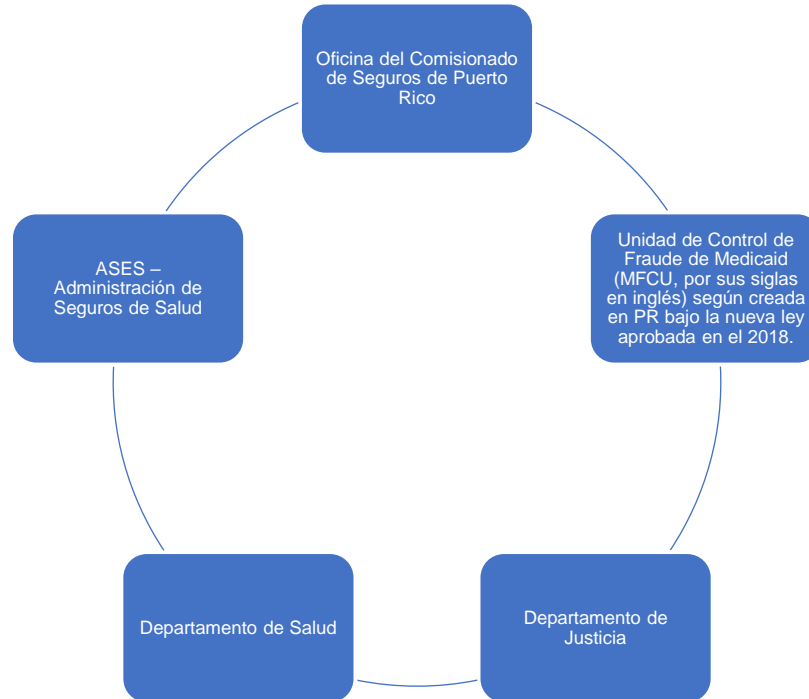 Oficina del Comisionado
de Seguros de Puerto
Rico
Unidad de Control de
Fraude de Medicaid
(MFCU, por sus siglas
en inglés) según creada
en PR bajo la nueva ley
aprobada en el 2018.
Departamento de
Justicia
Departamento de Salud
ASES –
Administración de
Seguros de Salud